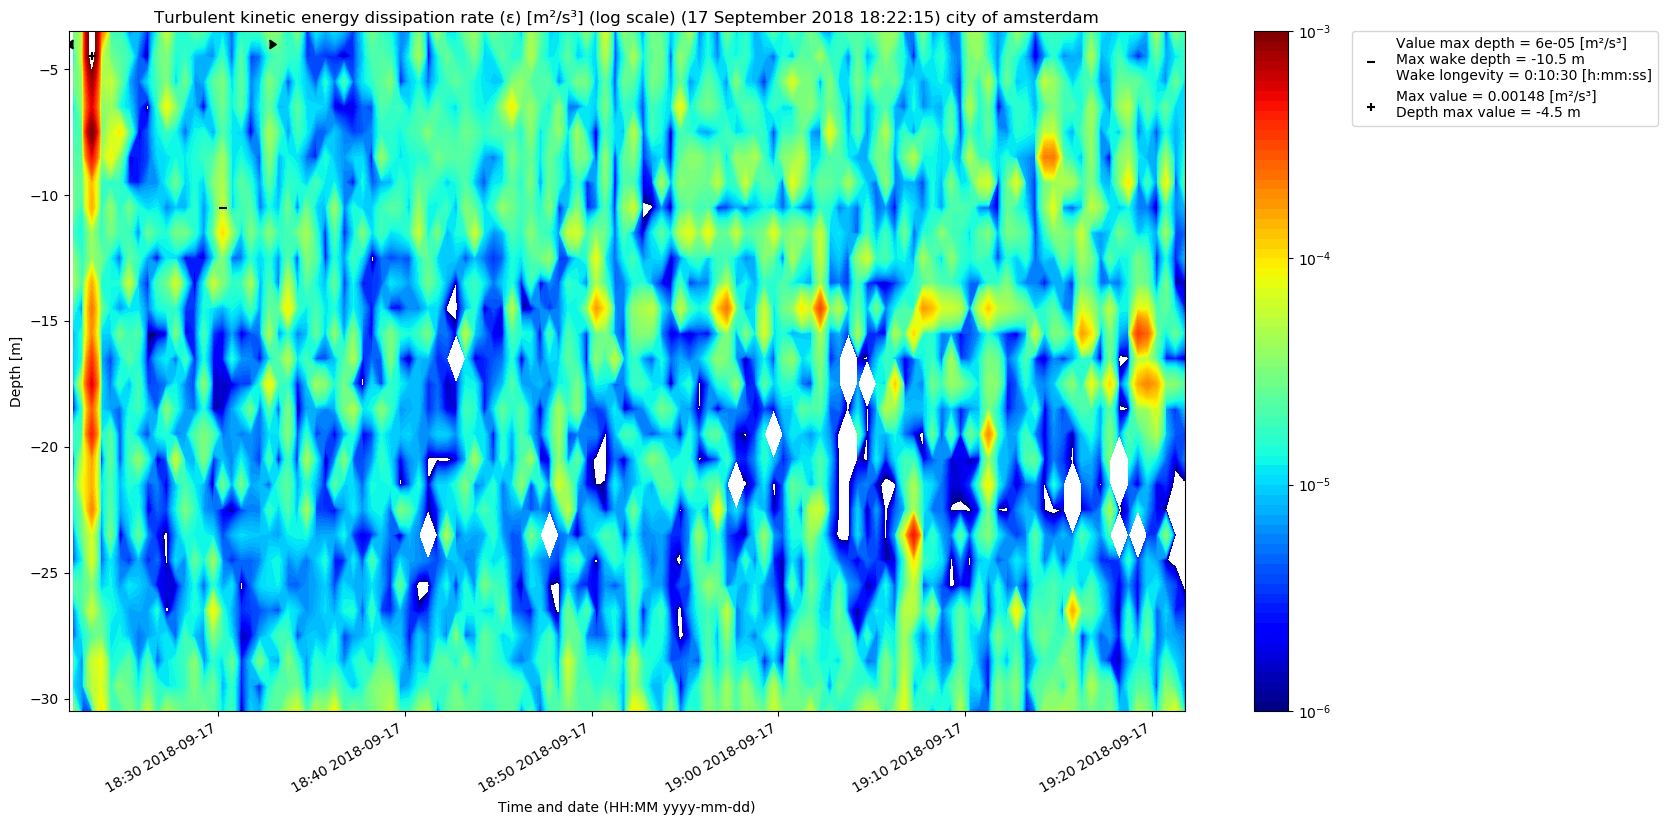 Turbulent kinetic energy dissipation rate (ε) [m²/s³] (log scale) (17 September 2018 18:22:15) city of amsterdam
Depth [m]
−5
−10
−15
−20
−25
−30
18:30 2018-09-17
18:40 2018-09-17
18:50 2018-09-17
19:00 2018-09-17
19:10 2018-09-17
19:20 2018-09-17
Time and date (HH:MM yyyy-mm-dd)
10⁻³
10⁻⁴
10⁻⁵
10⁻⁶
Value max depth = 6e-05 [m²/s³]
Max wake depth = -10.5 m
Wake longevity = 0:10:30 [h:mm:ss]
Max value = 0.00148 [m²/s³]
Depth max value = -4.5 m